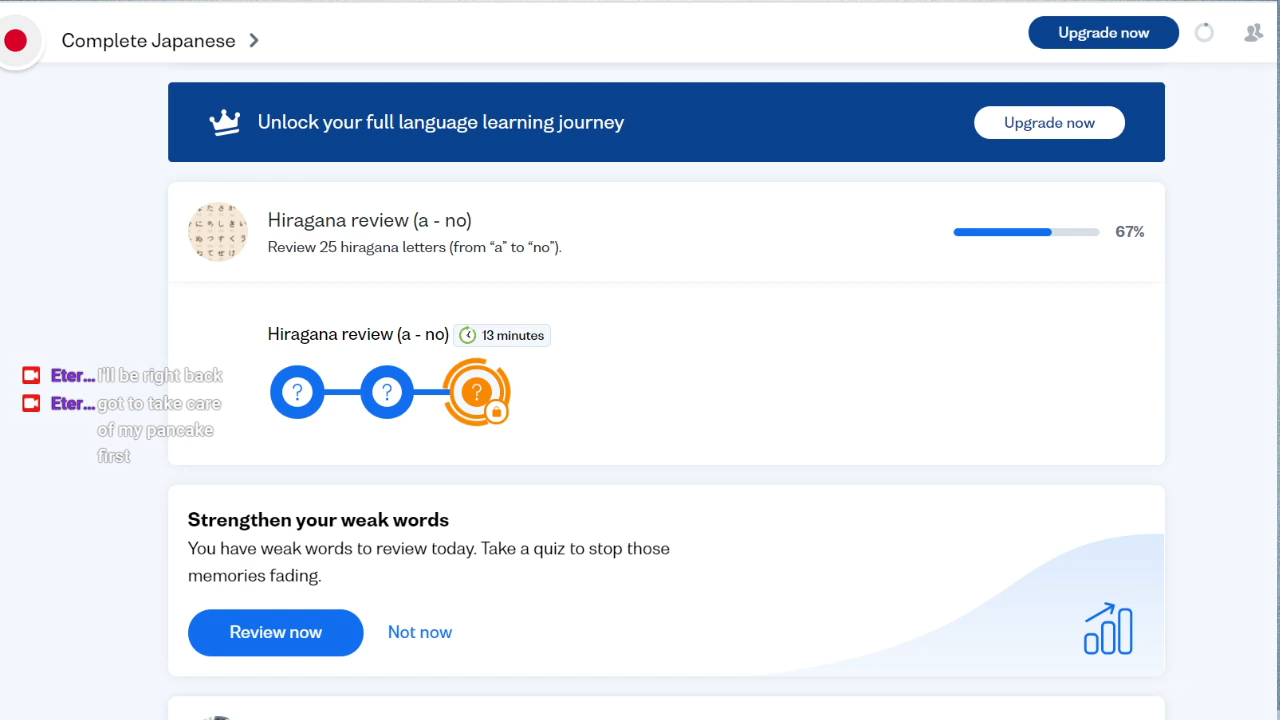 Complete Japanese
Upgrade now
Unlock your full language learning journey
Upgrade now
Hiragana review (a - no)
Review 25 hiragana letters (from “a” to “no”).
67%
Hiragana review (a - no)
13 minutes
?
?
?
Eter... I'll be right back
Eter... got to take care
of my pancake
first
Strengthen your weak words
You have weak words to review today. Take a quiz to stop those
memories fading.
Review now
Not now